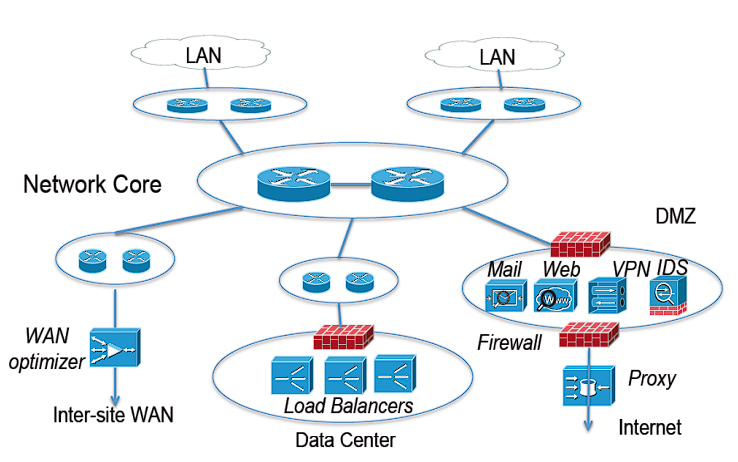 LAN
LAN
Network Core
DMZ
Mail Web VPN IDS
WWW
WAN
optimizer
Firewall
Proxy
Load Balancers
Inter-site WAN
Internet
Data Center